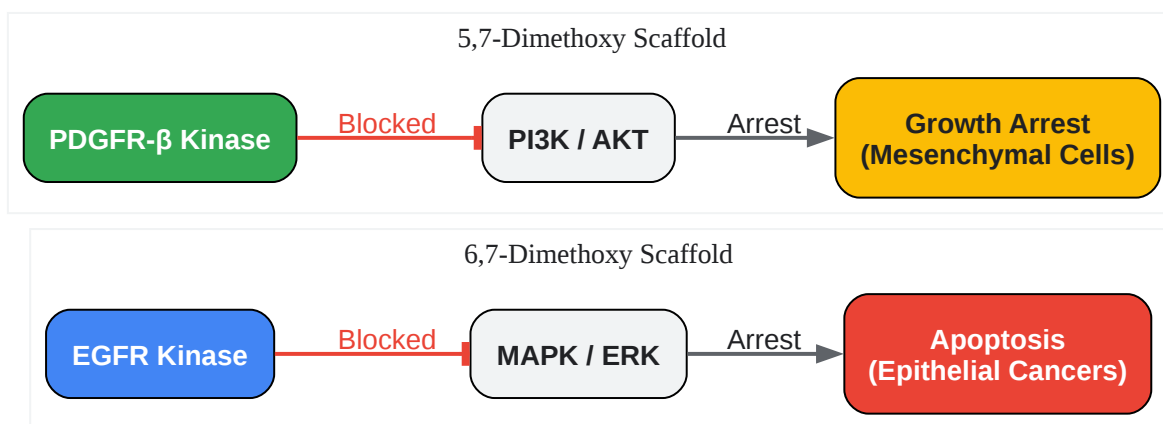 5,7-Dimethoxy Scaffold
PDGFR-β Kinase
Blocked
PI3K / AKT
Arrest
Growth Arrest
(Mesenchymal Cells)
6,7-Dimethoxy Scaffold
EGFR Kinase
Blocked
MAPK / ERK
Arrest
Apoptosis
(Epithelial Cancers)